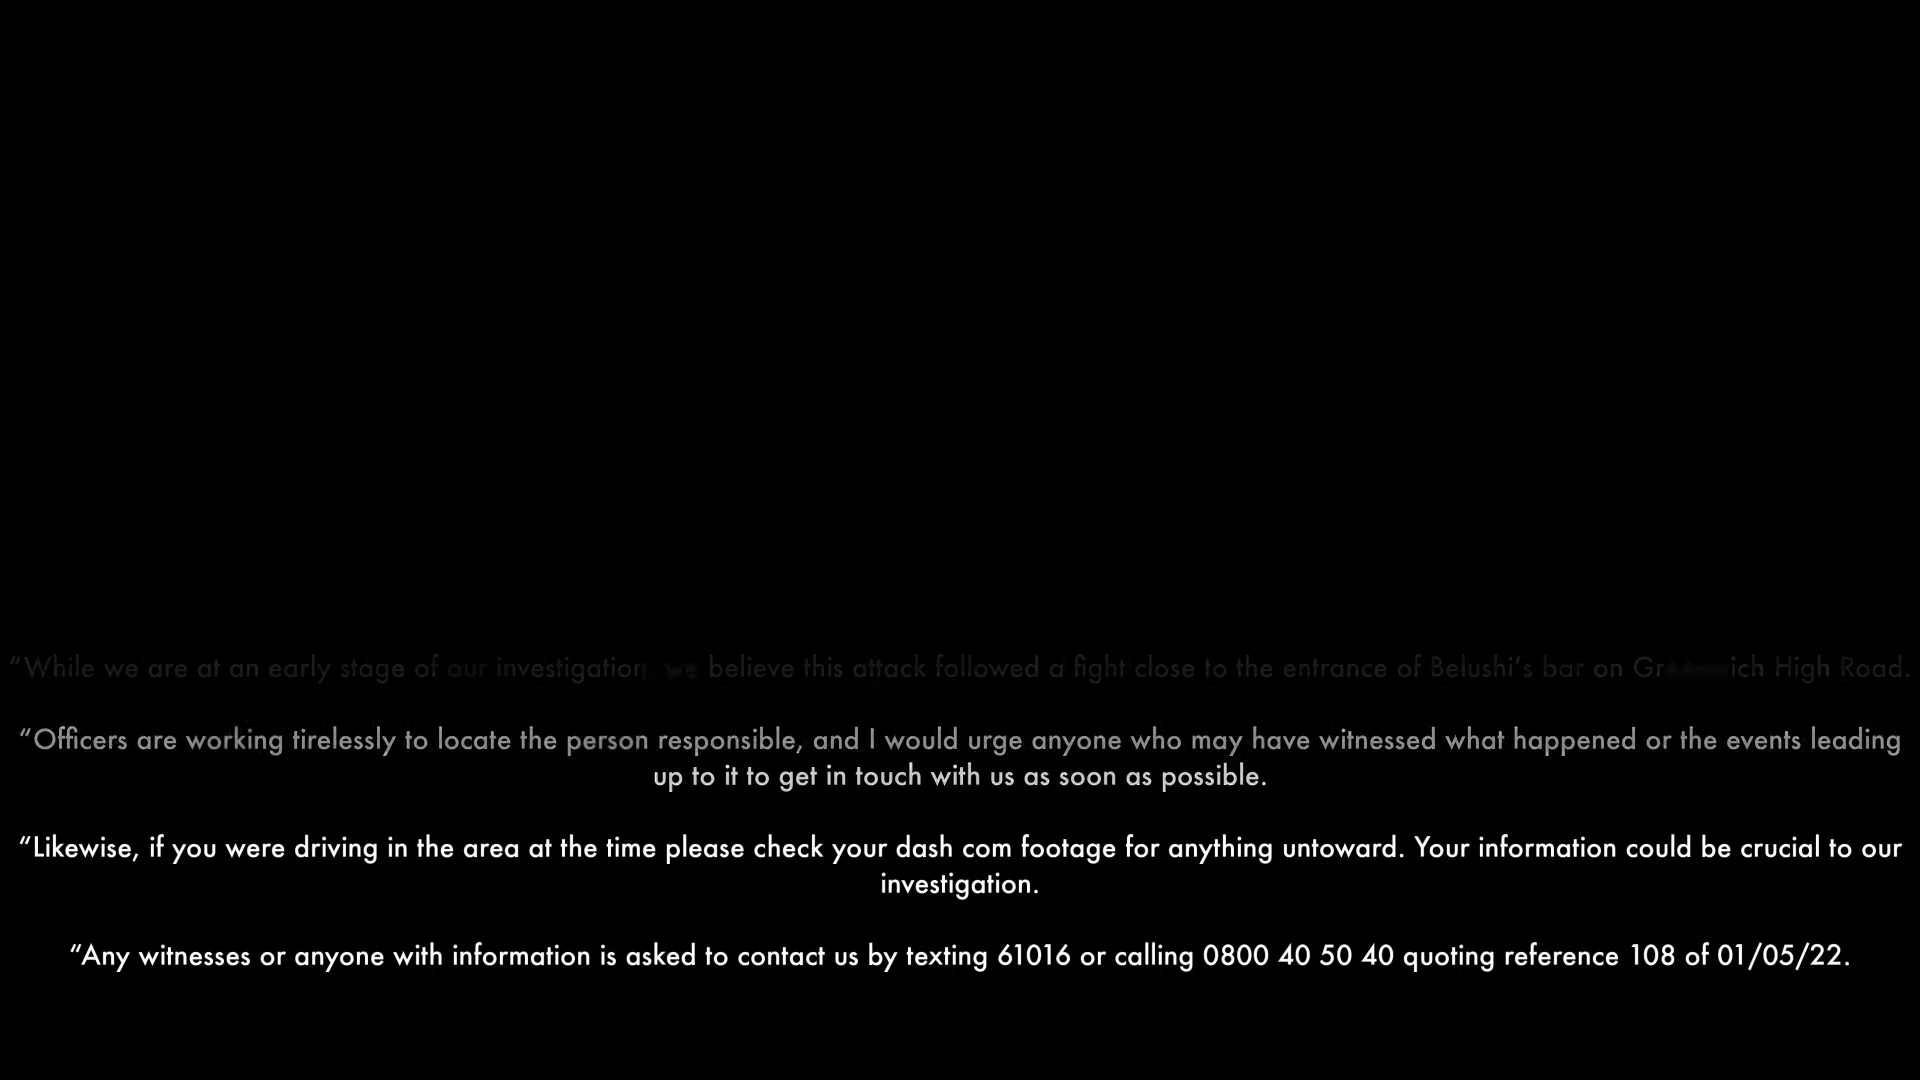 “While we are at an early stage of our investigation, we believe this attack followed a fight close to the entrance of Belushi’s bar on Greenwich High Road.
“Officers are working tirelessly to locate the person responsible, and I would urge anyone who may have witnessed what happened or the events leading
up to it to get in touch with us as soon as possible.
“Likewise, if you were driving in the area at the time please check your dash com footage for anything untoward. Your information could be crucial to our
investigation.
“Any witnesses or anyone with information is asked to contact us by texting 61016 or calling 0800 40 50 40 quoting reference 108 of 01/05/22.